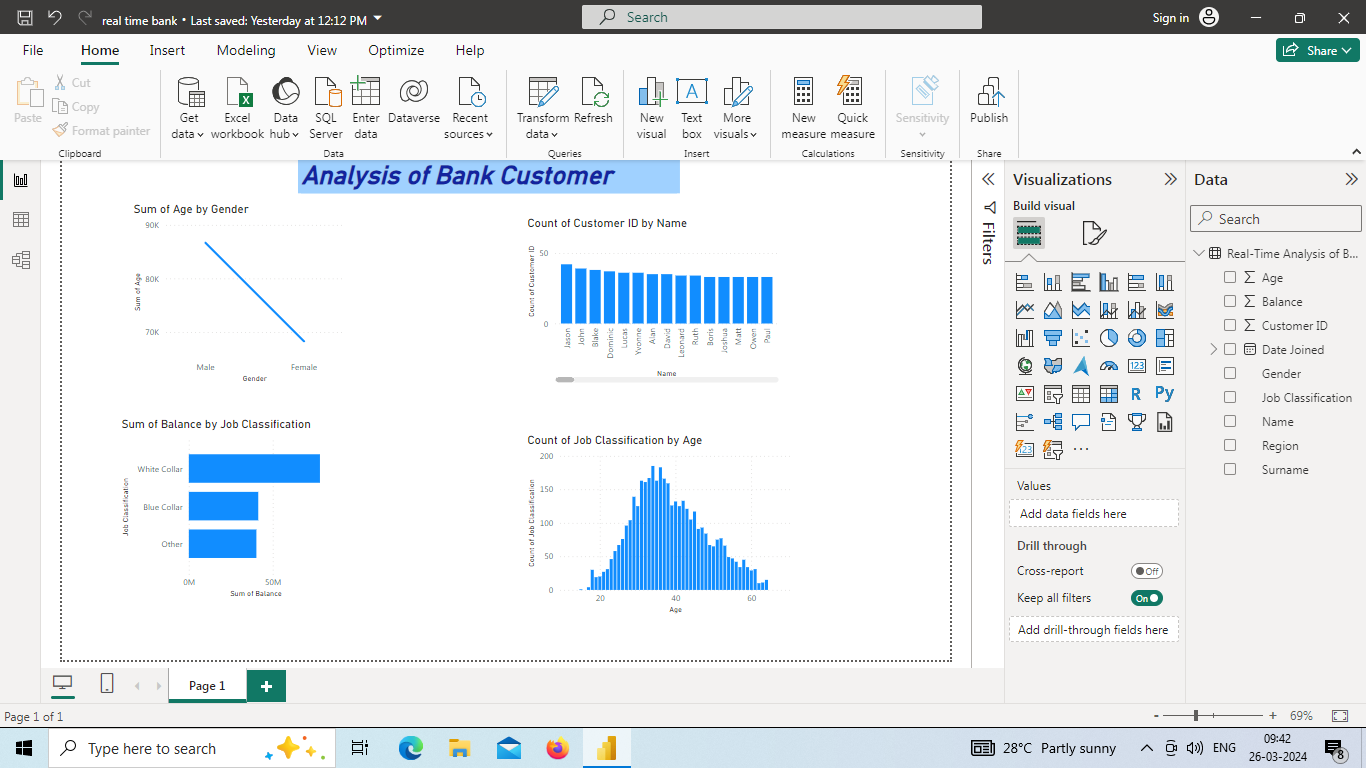 real time bank • Last saved: Yesterday at 12:12 PM
Search
Sign in
File Home Insert Modeling View Optimize Help
Share
Paste
Cut
Copy
Format painter
Clipboard
Get data
Excel workbook
Data hub
SQL Server
Enter data
Dataverse
Recent sources
Data
Transform data
Refresh
Queries
New visual
Text box
More visuals
Insert
New measure
Quick measure
Calculations
Sensitivity
Sensitivity
Publish
Share
Analysis of Bank Customer
Sum of Age by Gender
90K
80K
70K
Sum of Age
Male Female
Gender
Count of Customer ID by Name
50
0
Count of Customer ID
Jason John Blake Dominic Lucas Yvonne Alan David Leonard Ruth Boris Joshua Matt Owen Paul
Name
Sum of Balance by Job Classification
Job Classification
White Collar
Blue Collar
Other
0M 50M
Sum of Balance
Count of Job Classification by Age
200
150
100
50
0
Count of Job Classification
20 40 60
Age
Filters
Visualizations
Build visual
123
R
Py
123
...
Values
Add data fields here
Drill through
Cross-report Off
Keep all filters On
Add drill-through fields here
Data
Search
Real-Time Analysis of B...
Age
Balance
Customer ID
Date Joined
Gender
Job Classification
Name
Region
Surname
Page 1
Page 1 of 1
- + 69%
Type here to search
28°C Partly sunny
ENG
09:42
26-03-2024
8